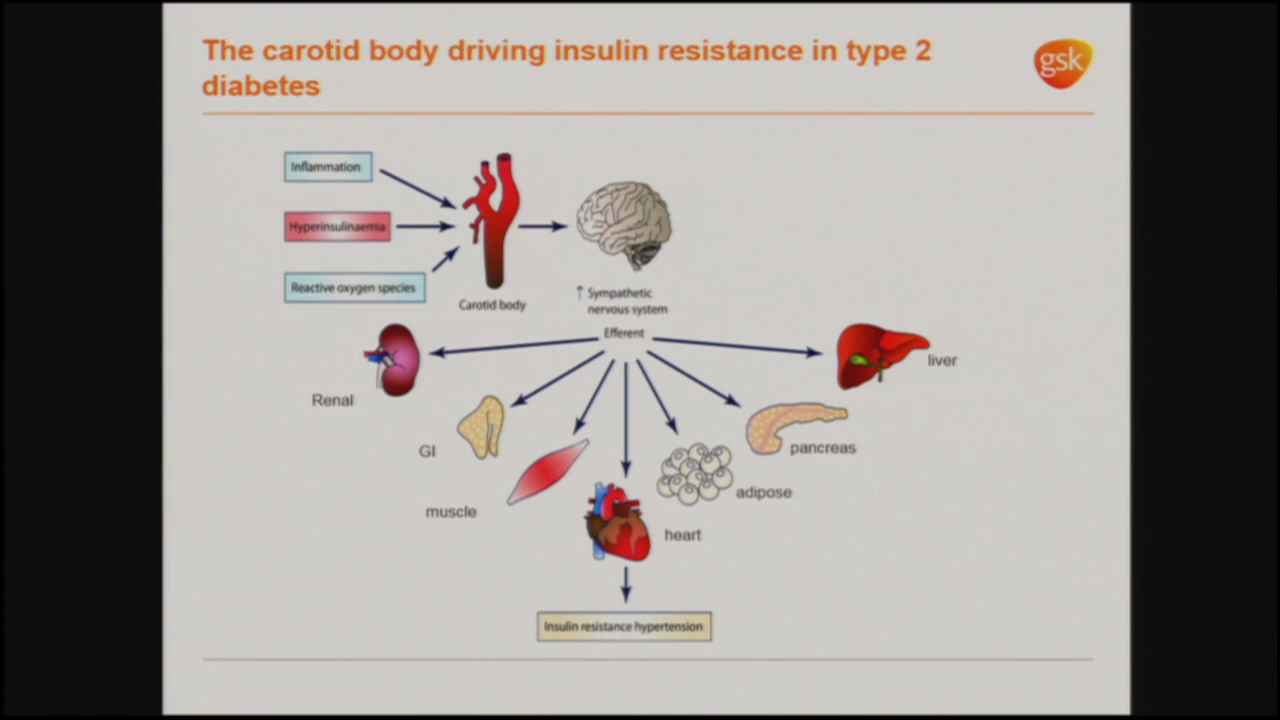 The carotid body driving insulin resistance in type 2
diabetes
gsk
Inflammation
Hyperinsulinaemia
Reactive oxygen species
Carotid body
↑ Sympathetic
nervous system
Efferent
Renal
liver
GI
pancreas
muscle
adipose
heart
Insulin resistance hypertension